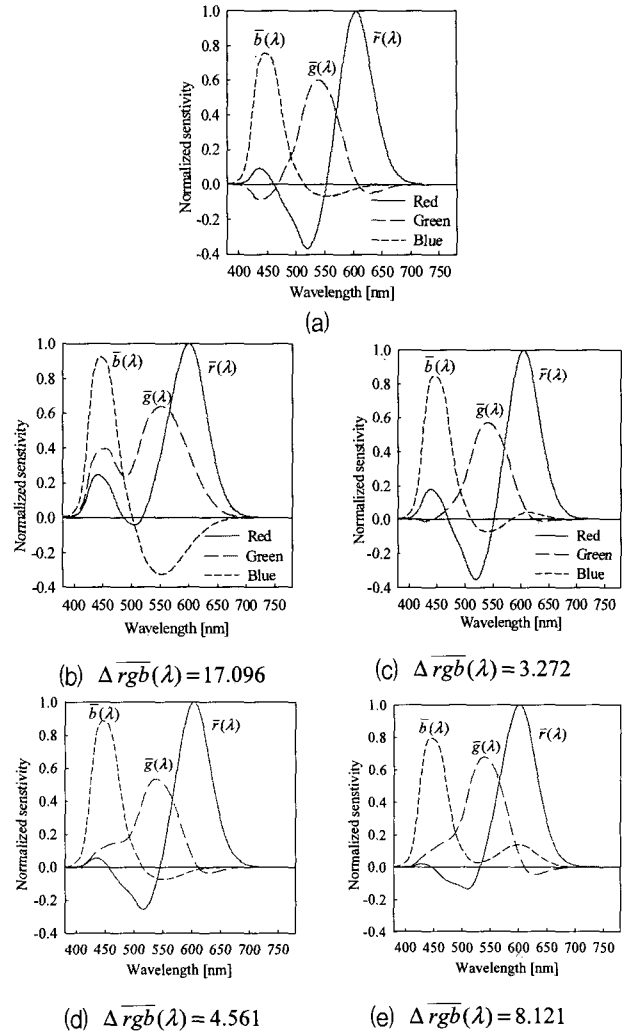 1.0
0.8
0.6
0.4
0.2
0.0
-0.2
-0.4
Normalized senstivity
b̅(λ)
g̅(λ)
r̅(λ)
Red
Green
Blue
400 450 500 550 600 650 700 750
Wavelength [nm]
(a)
1.0
0.8
0.6
0.4
0.2
0.0
-0.2
-0.4
Normalized senstivity
b̅(λ)
g̅(λ)
r̅(λ)
Red
Green
Blue
400 450 500 550 600 650 700 750
Wavelength [nm]
(b) Δr̅g̅b̅(λ) = 17.096
1.0
0.8
0.6
0.4
0.2
0.0
-0.2
-0.4
Normalized senstivity
b̅(λ)
g̅(λ)
r̅(λ)
Red
Green
Blue
400 450 500 550 600 650 700 750
Wavelength [nm]
(c) Δr̅g̅b̅(λ) = 3.272
1.0
0.8
0.6
0.4
0.2
0.0
-0.2
-0.4
Normalized senstivity
b̅(λ)
g̅(λ)
r̅(λ)
400 450 500 550 600 650 700 750
Wavelength [nm]
(d) Δr̅g̅b̅(λ) = 4.561
1.0
0.8
0.6
0.4
0.2
0.0
-0.2
-0.4
Normalized senstivity
b̅(λ)
g̅(λ)
r̅(λ)
400 450 500 550 600 650 700 750
Wavelength [nm]
(e) Δr̅g̅b̅(λ) = 8.121